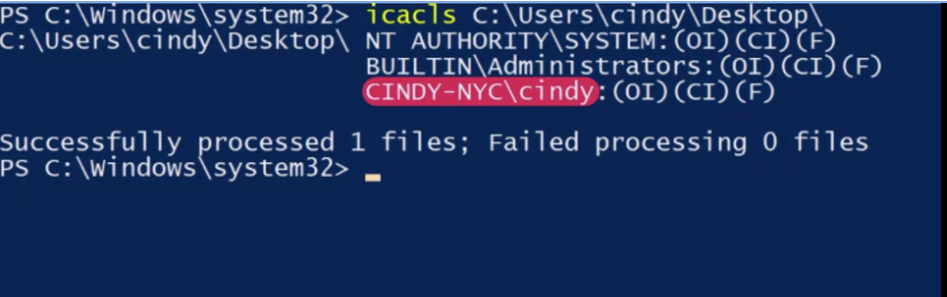 PS C:\Windows\system32> icacls C:\Users\cindy\Desktop\
C:\Users\cindy\Desktop\ NT AUTHORITY\SYSTEM:(OI)(CI)(F)
BUILTIN\Administrators:(OI)(CI)(F)
CINDY-NYC\cindy:(OI)(CI)(F)
Successfully processed 1 files; Failed processing 0 files
PS C:\Windows\system32>